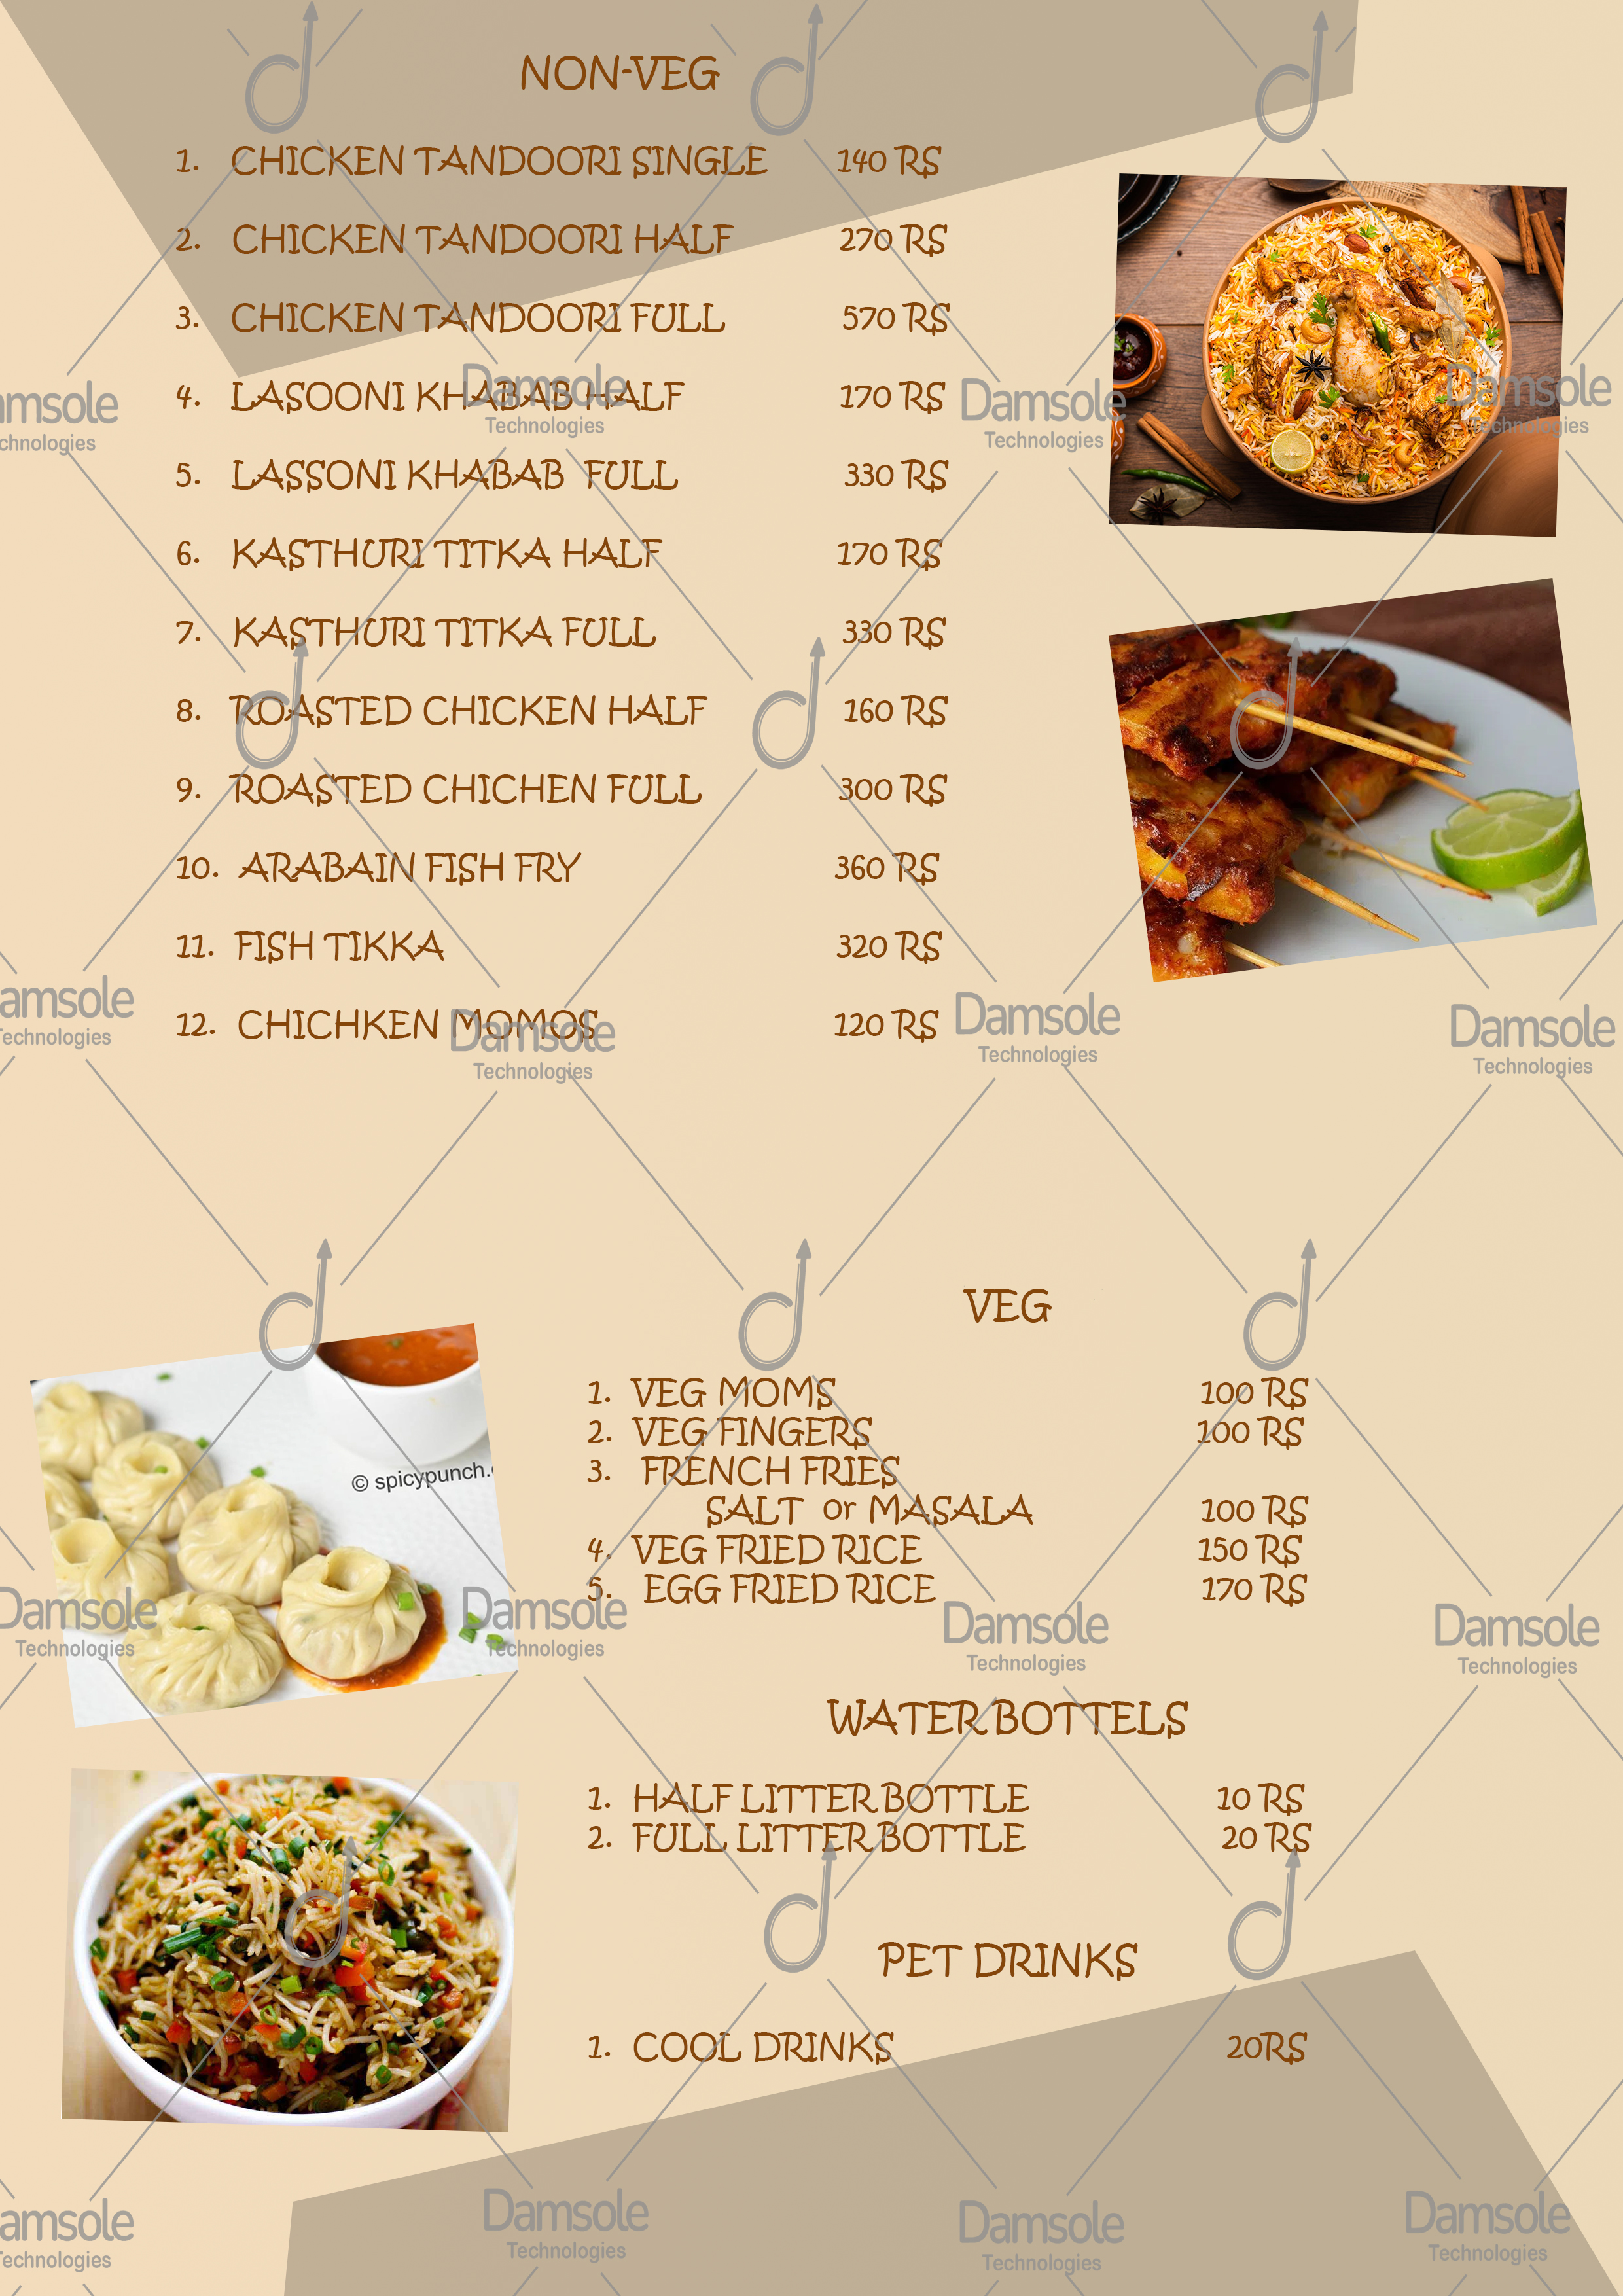 NON-VEG
1. CHICKEN TANDOORI SINGLE 140 RS
2. CHICKEN TANDOORI HALF 270 RS
3. CHICKEN TANDOORI FULL 570 RS
4. LASOONI KHABAB HALF 170 RS
5. LASSONI KHABAB FULL 330 RS
6. KASTHURI TITKA HALF 170 RS
7. KASTHURI TITKA FULL 330 RS
8. ROASTED CHICKEN HALF 160 RS
9. ROASTED CHICHEN FULL 300 RS
10. ARABAIN FISH FRY 360 RS
11. FISH TIKKA 320 RS
12. CHICHKEN MOMOS 120 RS
VEG
1. VEG MOMS 100 RS
2. VEG FINGERS 100 RS
3. FRENCH FRIES
SALT or MASALA 100 RS
4. VEG FRIED RICE 150 RS
5. EGG FRIED RICE 170 RS
© spicypunch.
WATER BOTTELS
1. HALF LITTER BOTTLE 10 RS
2. FULL LITTER BOTTLE 20 RS
PET DRINKS
1. COOL DRINKS 20RS
Damsole
Technologies